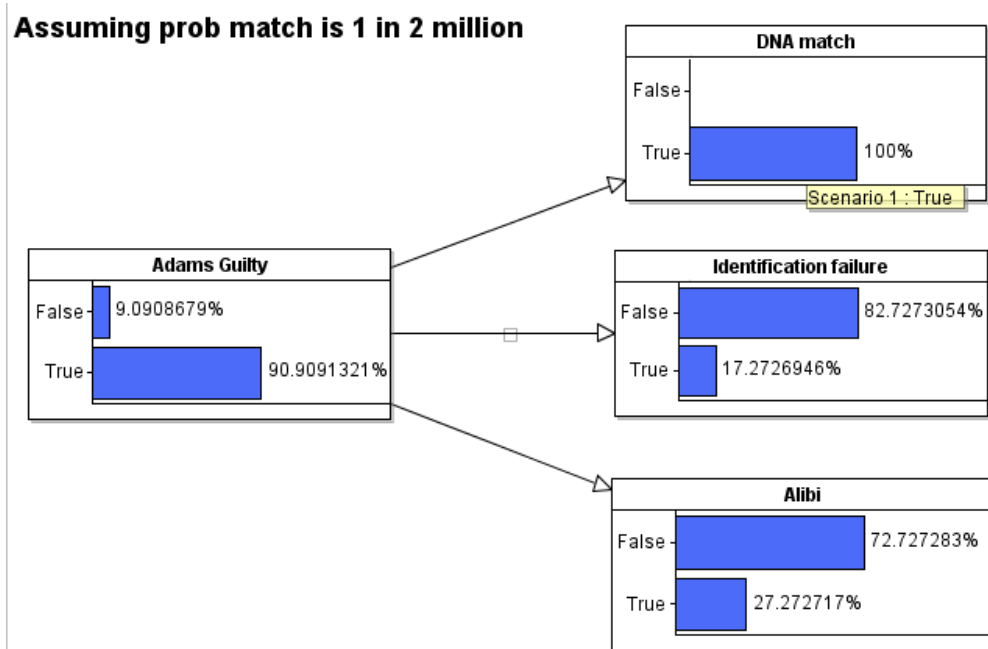 Assuming prob match is 1 in 2 million
DNA match
False
True
100%
Scenario 1 : True
Adams Guilty
False
9.0908679%
True
90.9091321%
Identification failure
False
82.7273054%
True
17.2726946%
Alibi
False
72.727283%
True
27.272717%